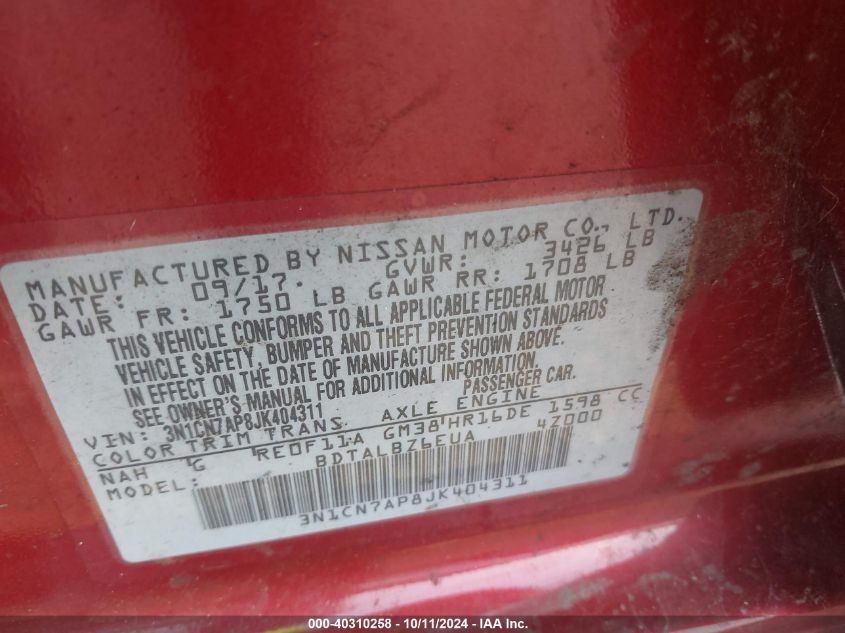 MANUFACTURED BY NISSAN MOTOR CO., LTD.
DATE: 09/17. GVWR: 3426 LB
GAWR FR: 1750 LB GAWR RR: 1708 LB
THIS VEHICLE CONFORMS TO ALL APPLICABLE FEDERAL MOTOR
VEHICLE SAFETY, BUMPER AND THEFT PREVENTION STANDARDS
IN EFFECT ON THE DATE OF MANUFACTURE SHOWN ABOVE.
SEE OWNER'S MANUAL FOR ADDITIONAL INFORMATION.
VIN: 3N1CN7AP8JK404311 PASSENGER CAR.
COLOR TRIM TRANS. AXLE ENGINE
NAH G RE0F11A GM38 HR16DE 1598 CC
MODEL: BDTALBZ6EUA 4Z000
3N1CN7AP8JK404311
000-40310258 - 10/11/2024 - IAA Inc.